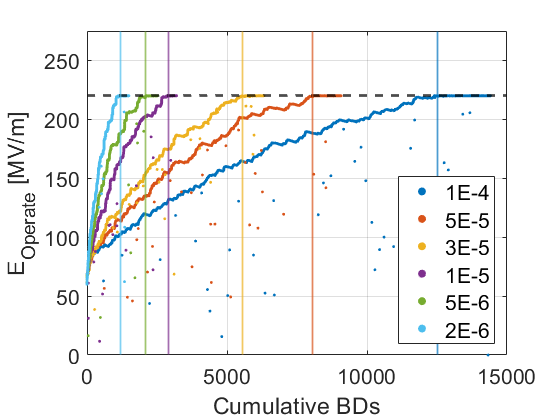 250
200
150
100
50
0
E_Operate [MV/m]
1E-4
5E-5
3E-5
1E-5
5E-6
2E-6
0 5000 10000 15000
Cumulative BDs